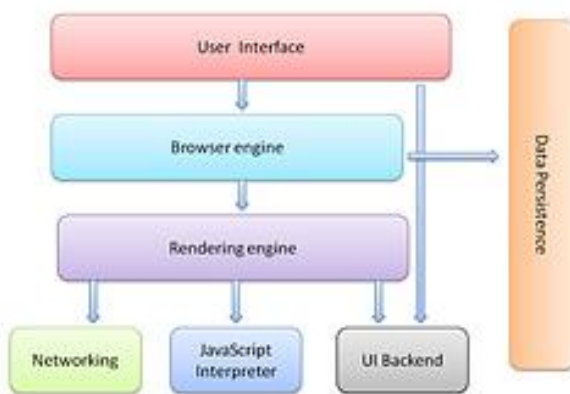 User Interface
Browser engine
Rendering engine
Networking
JavaScript
Interpreter
UI Backend
Data Persistence